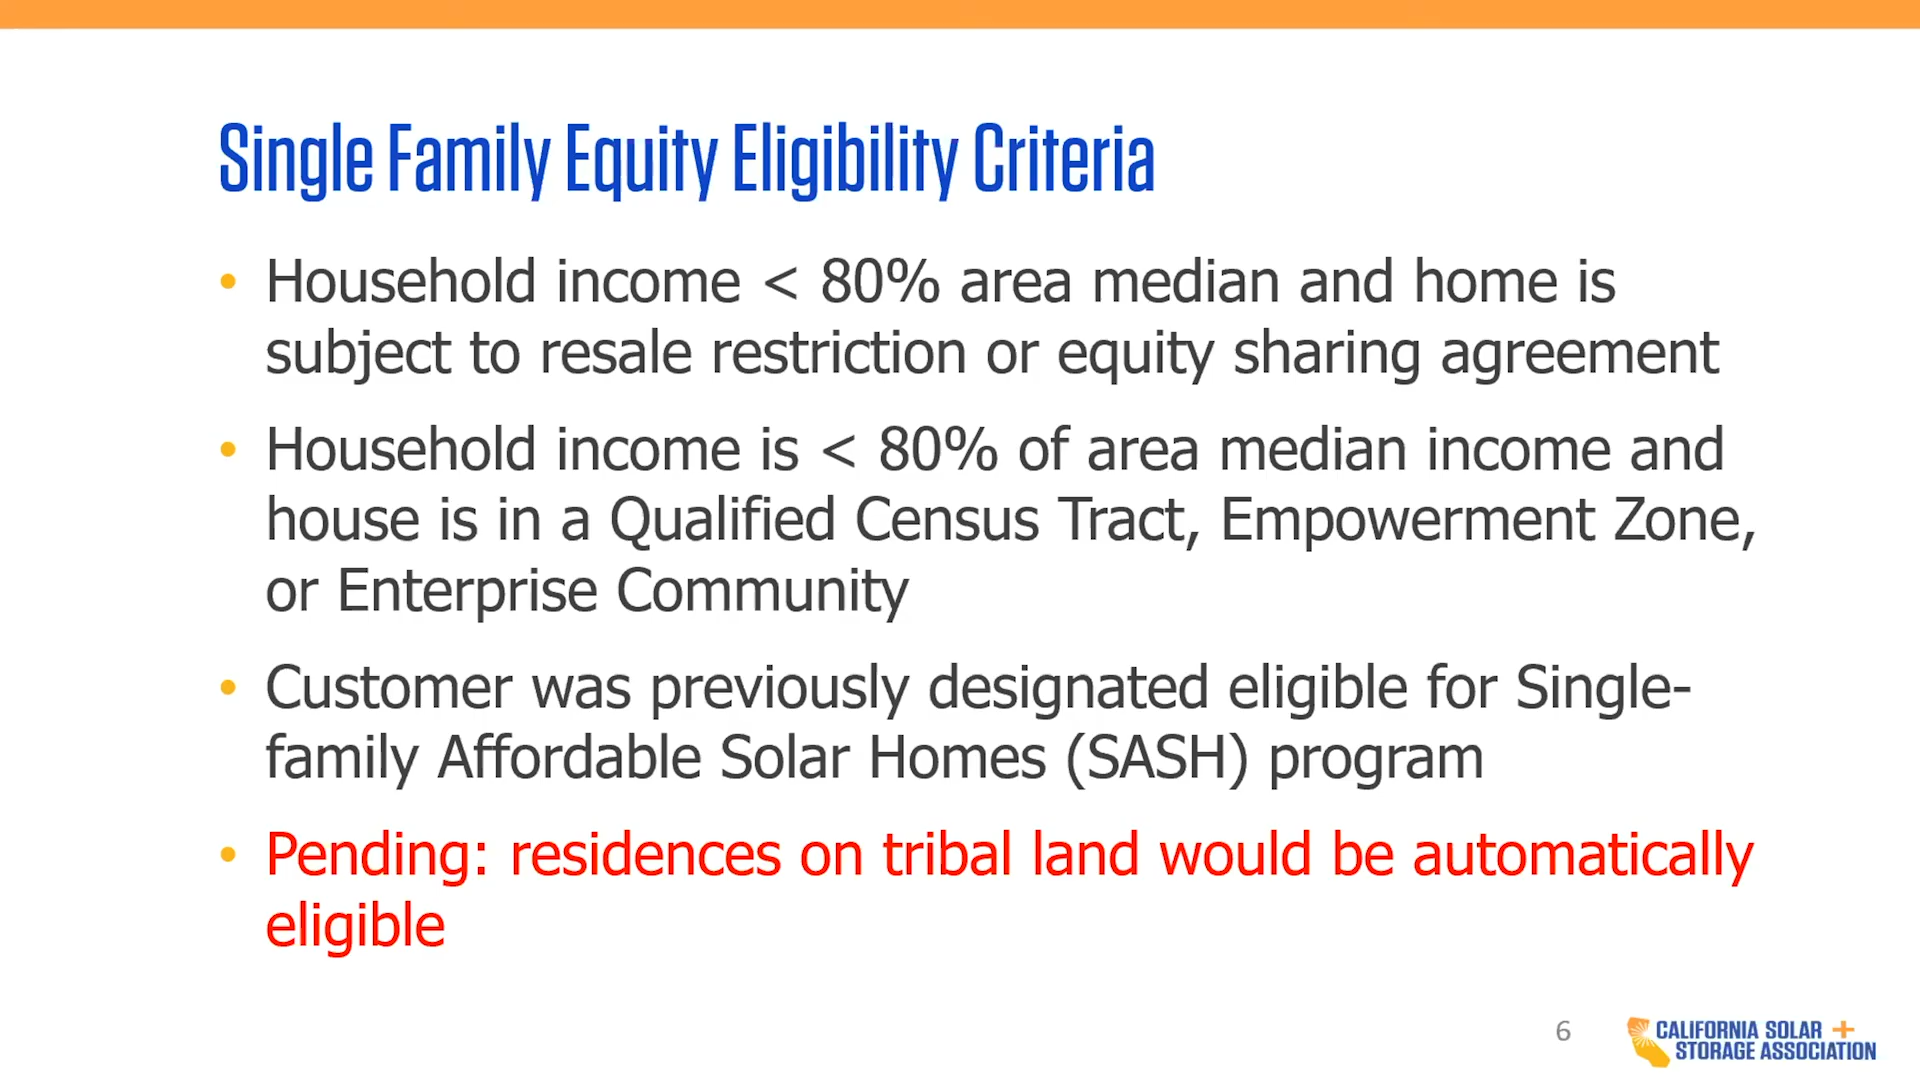 Single Family Equity Eligibility Criteria
• Household income < 80% area median and home is
subject to resale restriction or equity sharing agreement
• Household income is < 80% of area median income and
house is in a Qualified Census Tract, Empowerment Zone,
or Enterprise Community
• Customer was previously designated eligible for Single-
family Affordable Solar Homes (SASH) program
• Pending: residences on tribal land would be automatically
eligible
6
CALIFORNIA SOLAR +
STORAGE ASSOCIATION